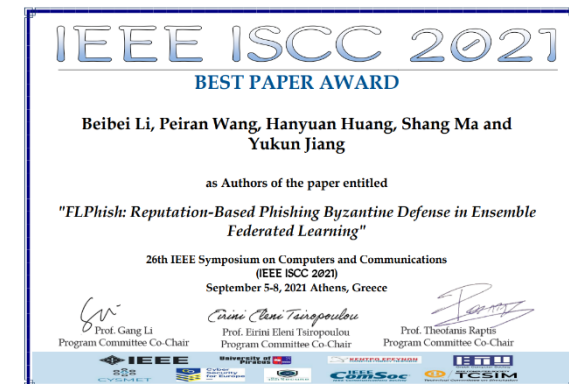 IEEE ISCC 2021
BEST PAPER AWARD
Beibei Li, Peiran Wang, Hanyuan Huang, Shang Ma and
Yukun Jiang
as Authors of the paper entitled
"FLPhish: Reputation-Based Phishing Byzantine Defense in Ensemble
Federated Learning"
26th IEEE Symposium on Computers and Communications
(IEEE ISCC 2021)
September 5-8, 2021 Athens, Greece
Eirini Eleni Tsiropoulou
Prof. Gang Li
Program Committee Co-Chair
Prof. Eirini Eleni Tsiropoulou
Program Committee Co-Chair
Prof. Theofanis Raptis
Program Committee Co-Chair
IEEE
University of
Piraeus
CYSMET
Cyber
Security
for Europe
IEEE
ComSoc
TCSIM